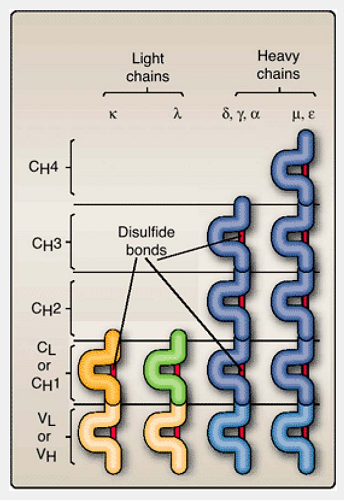 Light
chains
Heavy
chains
κ
λ
δ, γ, α
μ, ε
CH4
CH3
Disulfide
bonds
CH2
CL
or
CH1
VL
or
VH